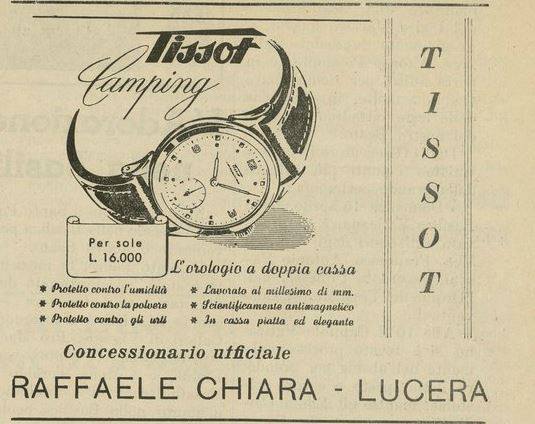 Tissot
Camping
Per sole
L. 16.000
L'orologio a doppia cassa
* Protetto contro l'umidità
* Protetto contro la polvere
* Protetto contro gli urti
* Lavorato al millesimo di mm.
* Scientificamente antimagnetico
* In cassa piatta ed elegante
TISSOT
Concessionario ufficiale
RAFFAELE CHIARA - LUCERA